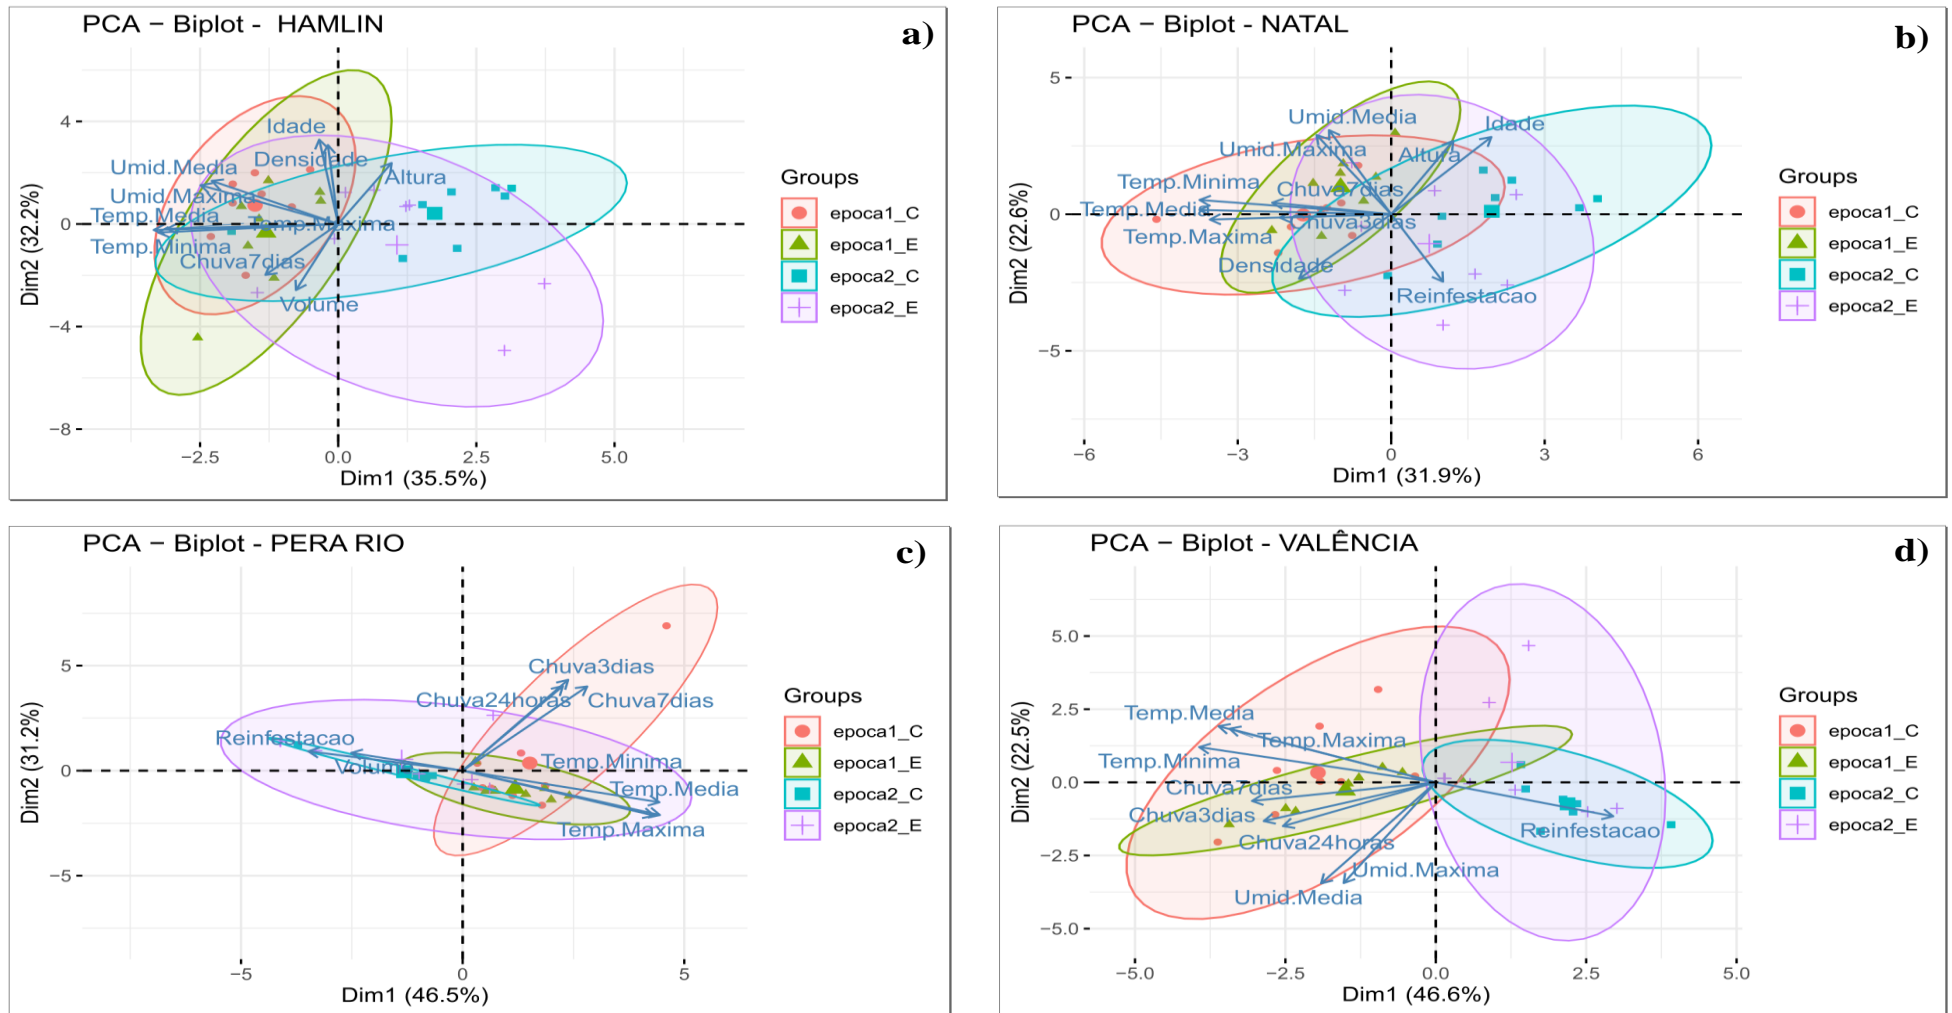 PCA − Biplot - HAMLIN
a)
Idade
Densidade
Umid.Media
Altura
Umid.Maxima
Temp.Media
Temp.Maxima
Temp.Minima
Chuva7dias
Volume
4
0
−4
−8
−2.5
0.0
2.5
5.0
Dim1 (35.5%)
Dim2 (32.2%)
Groups
epoca1_C
epoca1_E
epoca2_C
epoca2_E
PCA − Biplot - NATAL
b)
Umid.Media
Idade
Umid.Maxima
Altura
Temp.Minima
Chuva7dias
Temp.Media
Chuva3dias
Temp.Maxima
Densidade
Reinfestacao
5
0
−5
−6
−3
0
3
6
Dim1 (31.9%)
Dim2 (22.6%)
Groups
epoca1_C
epoca1_E
epoca2_C
epoca2_E
PCA − Biplot - PERA RIO
c)
Chuva3dias
Chuva24horas
Chuva7dias
Reinfestacao
Volume
Temp.Minima
Temp.Media
Temp.Maxima
5
0
−5
−5
0
5
Dim1 (46.5%)
Dim2 (31.2%)
Groups
epoca1_C
epoca1_E
epoca2_C
epoca2_E
PCA − Biplot - VALÊNCIA
d)
Temp.Media
Temp.Maxima
Temp.Minima
Chuva7dias
Chuva3dias
Chuva24horas
Reinfestacao
Umid.Maxima
Umid.Media
5.0
2.5
0.0
−2.5
−5.0
−5.0
−2.5
0.0
2.5
5.0
Dim1 (46.6%)
Dim2 (22.5%)
Groups
epoca1_C
epoca1_E
epoca2_C
epoca2_E